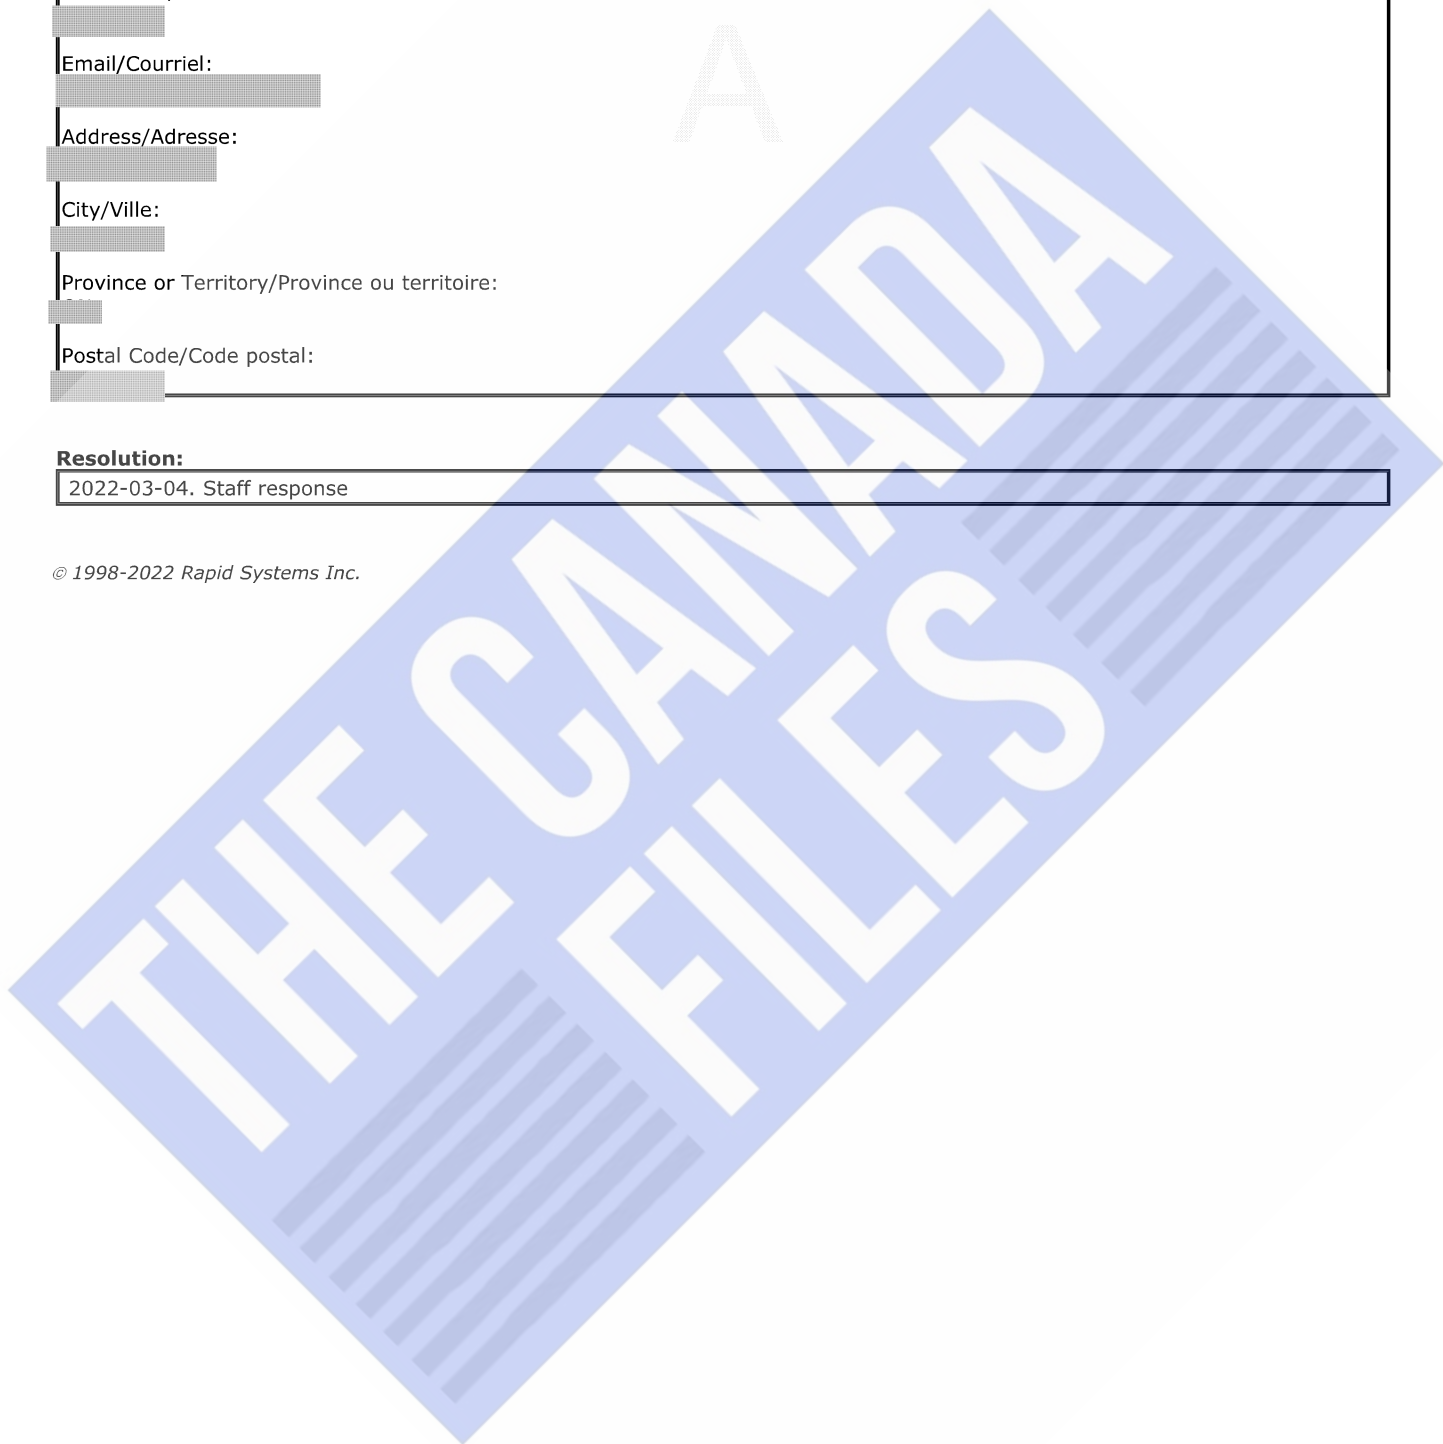 Email/Courriel:
Address/Adresse:
City/Ville:
Province or Territory/Province ou territoire:
Postal Code/Code postal:
Resolution:
2022-03-04. Staff response
© 1998-2022 Rapid Systems Inc.
A
THE CANADA
FILES